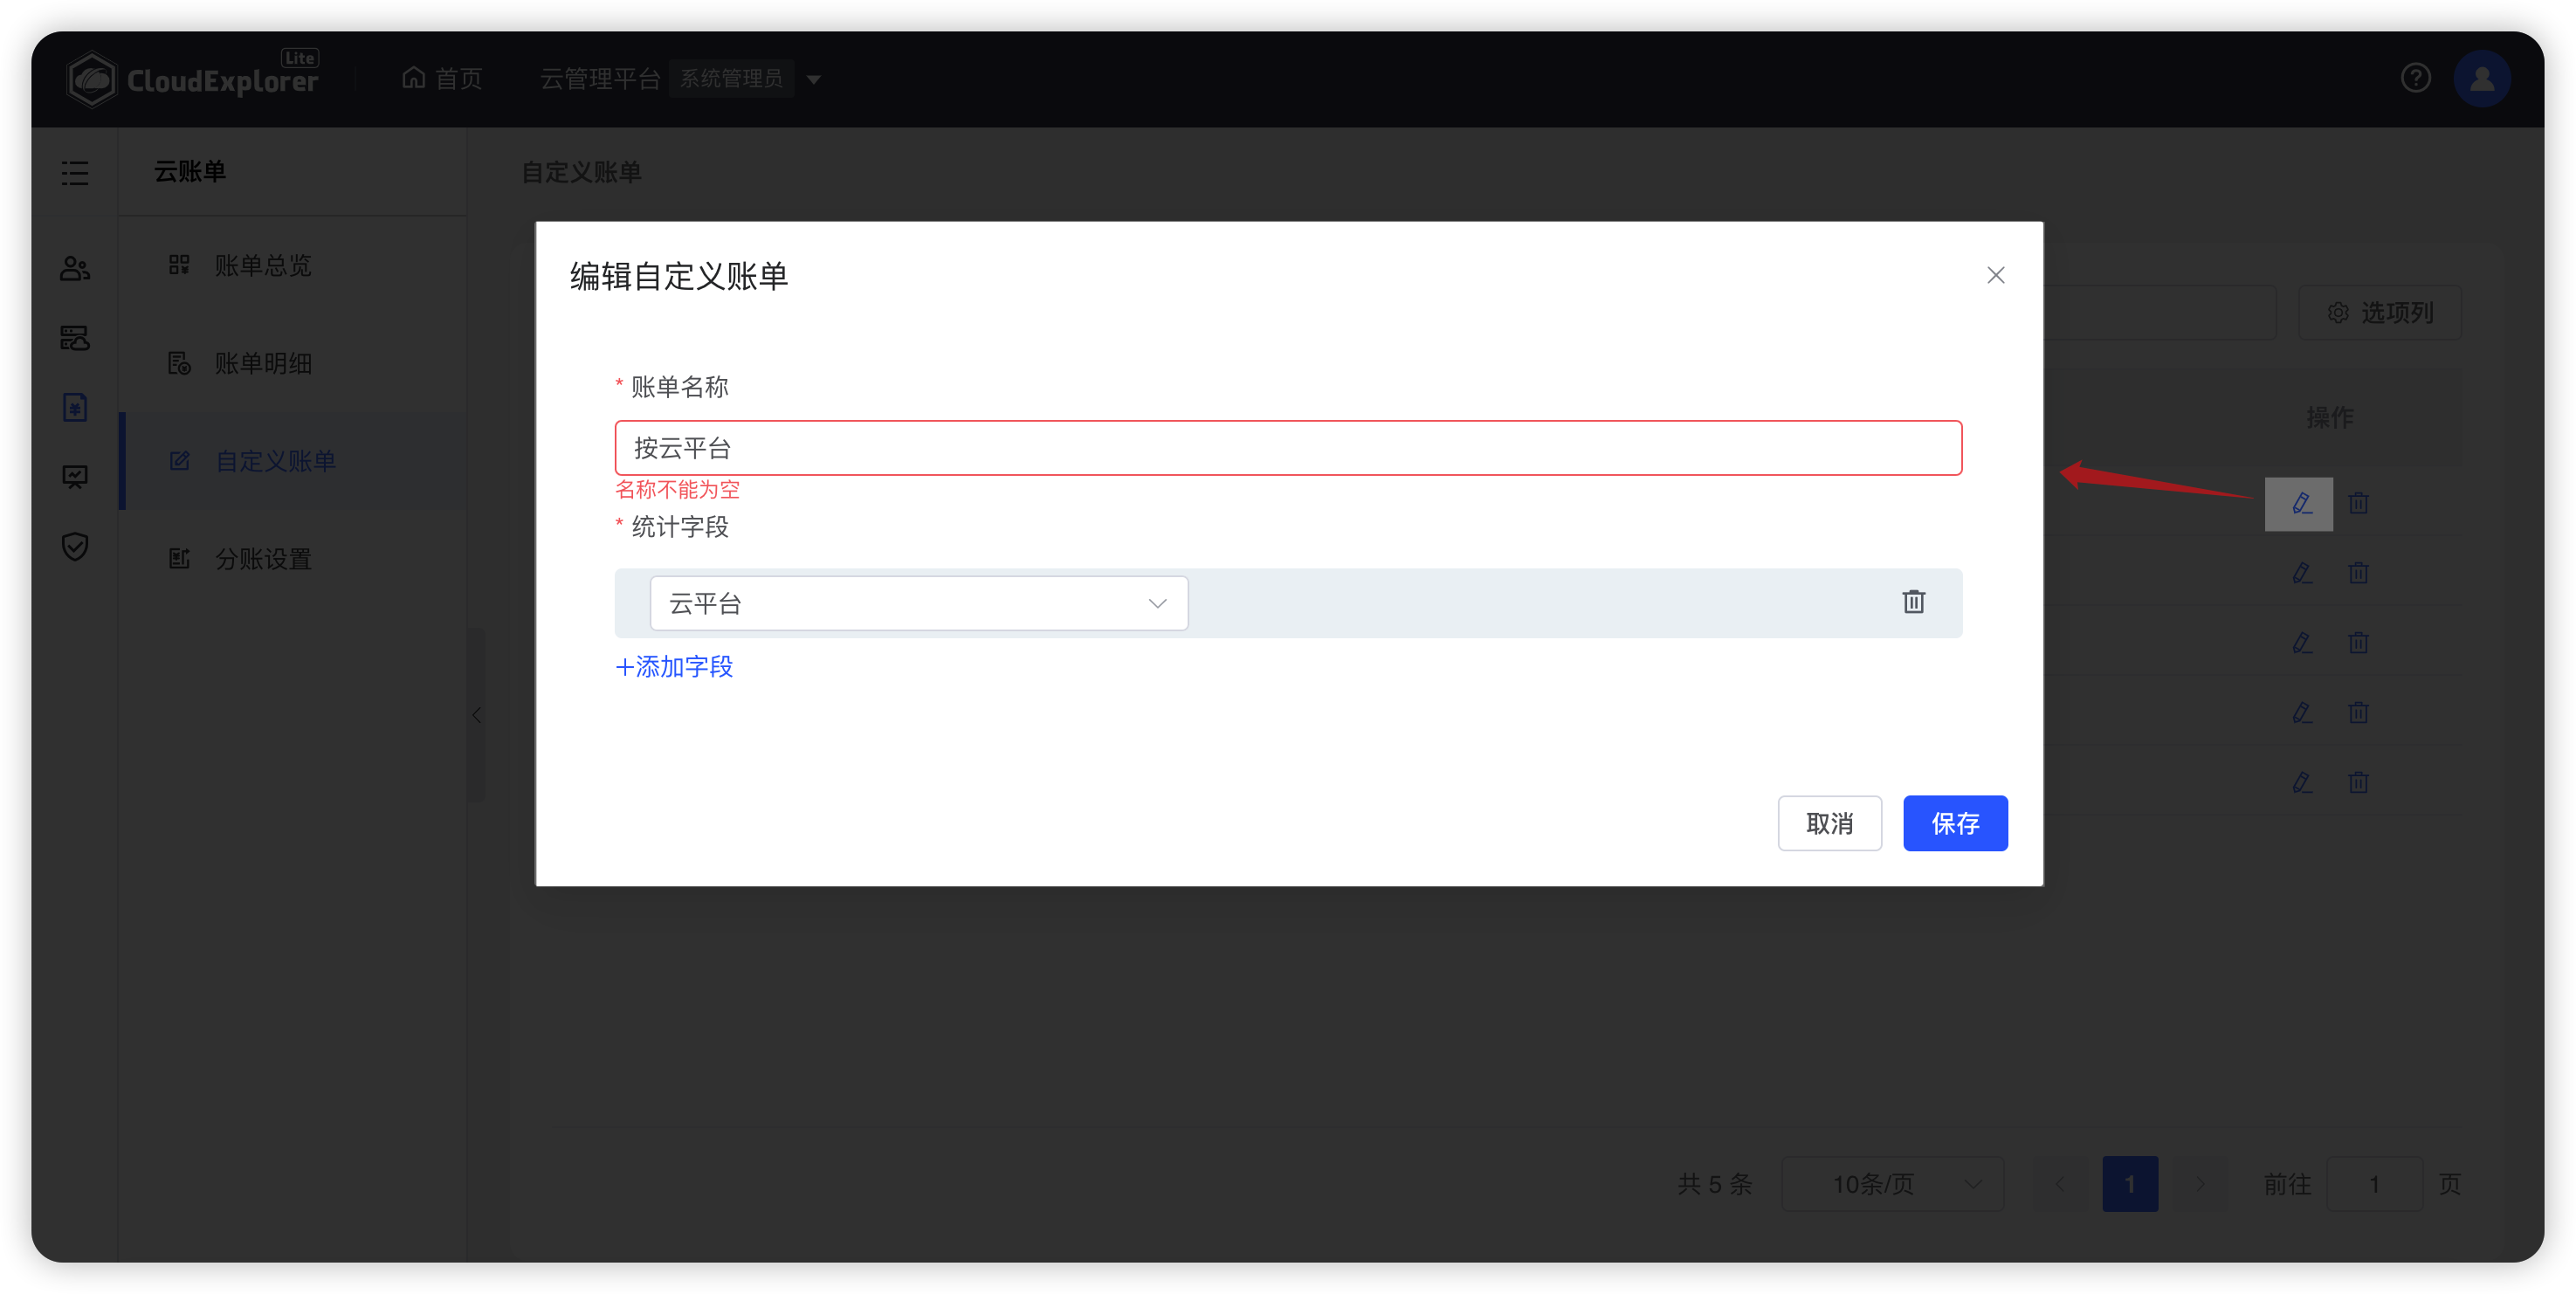 CloudExplorer Lite
首页
云管理平台 系统管理员
云账单
账单总览
账单明细
自定义账单
分账设置
自定义账单
选项列
操作
编辑自定义账单
* 账单名称
按云平台
名称不能为空
* 统计字段
云平台
+添加字段
取消 保存
共 5 条 10条/页 1 前往 1 页